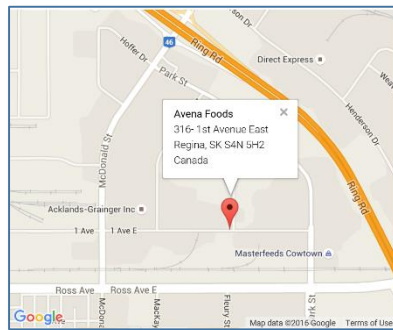 Ring Rd
Hoffer Dr
46
Park St
Direct Express
Henderson Dr
Avena Foods
316- 1st Avenue East
Regina, SK S4N 5H2
Canada
McDonald St
Ring Rd
Acklands-Grainger Inc
1 Ave
1 Ave E
Masterfeeds Cowtown
Ross Ave
Ross Ave E
Fleury St
Google
Map data ©2016 Google
Terms of Use